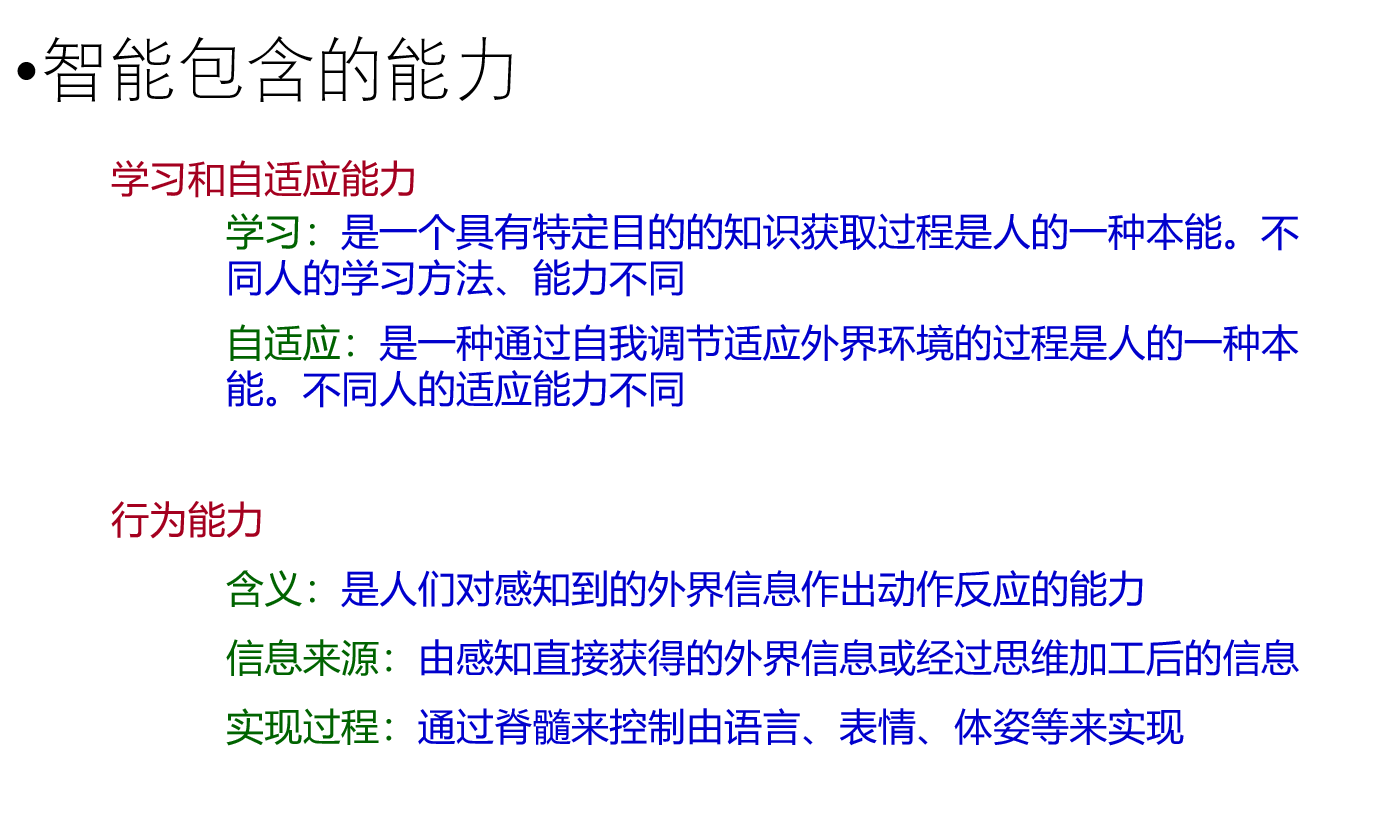 •智能包含的能力
学习和自适应能力
学习：是一个具有特定目的的知识获取过程是人的一种本能。不
同人的学习方法、能力不同
自适应：是一种通过自我调节适应外界环境的过程是人的一种本
能。不同人的适应能力不同
行为能力
含义：是人们对感知到的外界信息作出动作反应的能力
信息来源：由感知直接获得的外界信息或经过思维加工后的信息
实现过程：通过脊髓来控制由语言、表情、体姿等来实现